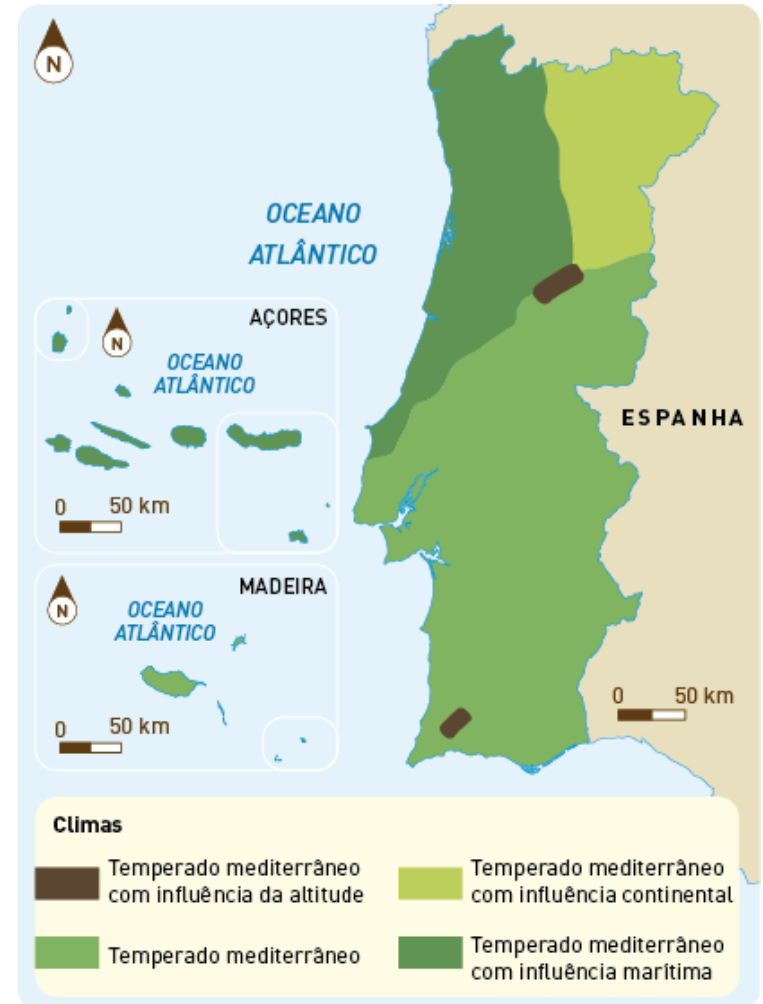 N
OCEANO
ATLÂNTICO
AÇORES
N
OCEANO
ATLÂNTICO
0 50 km
ESPANHA
MADEIRA
N
OCEANO
ATLÂNTICO
0 50 km
0 50 km
Climas
Temperado mediterrâneo
com influência da altitude
Temperado mediterrâneo
com influência continental
Temperado mediterrâneo
Temperado mediterrâneo
com influência marítima